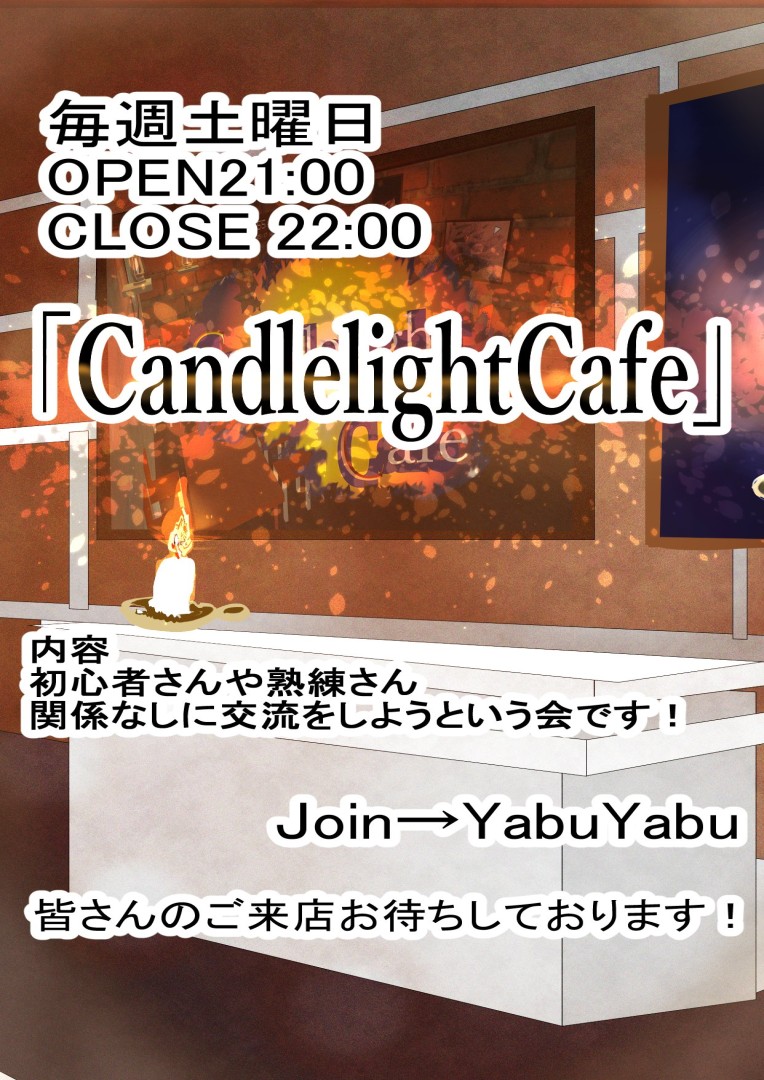 毎週土曜日
OPEN21:00
CLOSE 22:00
「CandlelightCafe」
Cafe
内容
初心者さんや熟練さん
関係なしに交流をしようという会です！
Join→YabuYabu
皆さんのご来店お待ちしております！